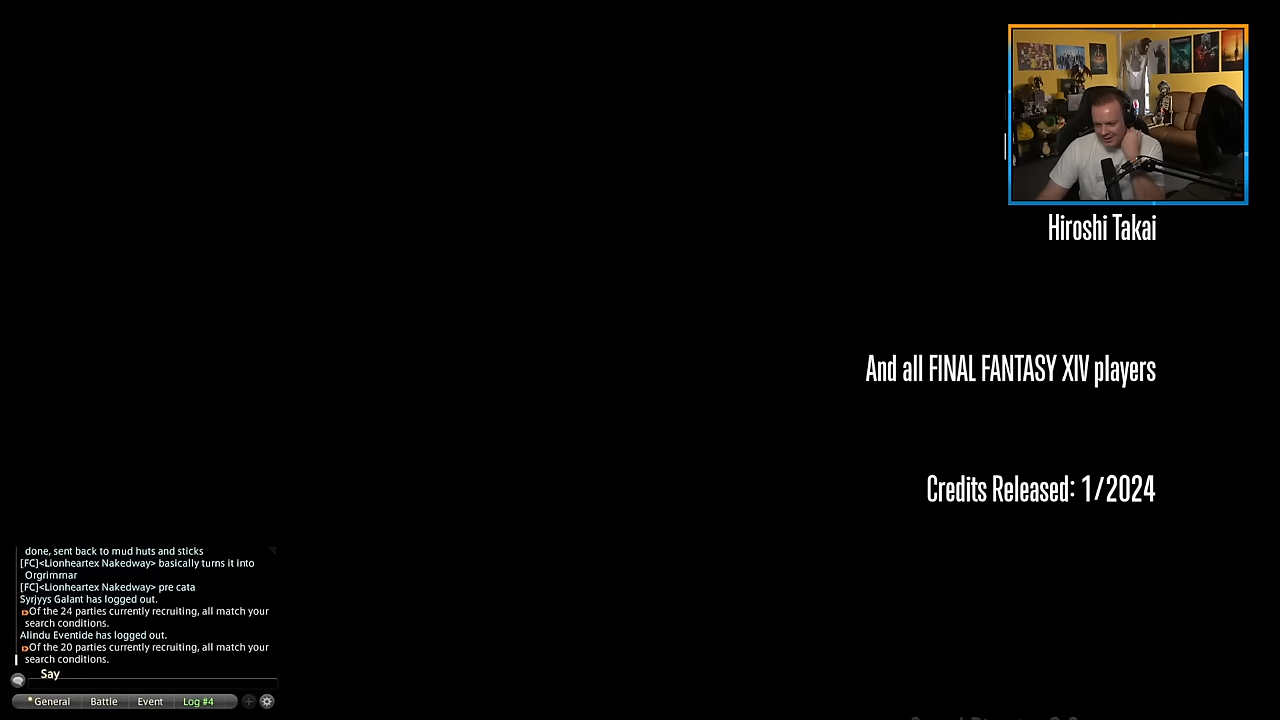 Hiroshi Takai
And all FINAL FANTASY XIV players
Credits Released: 1/2024
done, sent back to mud huts and sticks
[FC]<Lionheartex Nakedway> basically turns it into
Orgrimmar
[FC]<Lionheartex Nakedway> pre cata
Syrjyys Galant has logged out.
Of the 24 parties currently recruiting, all match your
search conditions.
Alindu Eventide has logged out.
Of the 20 parties currently recruiting, all match your
search conditions.
Say
General Battle Event Log #4